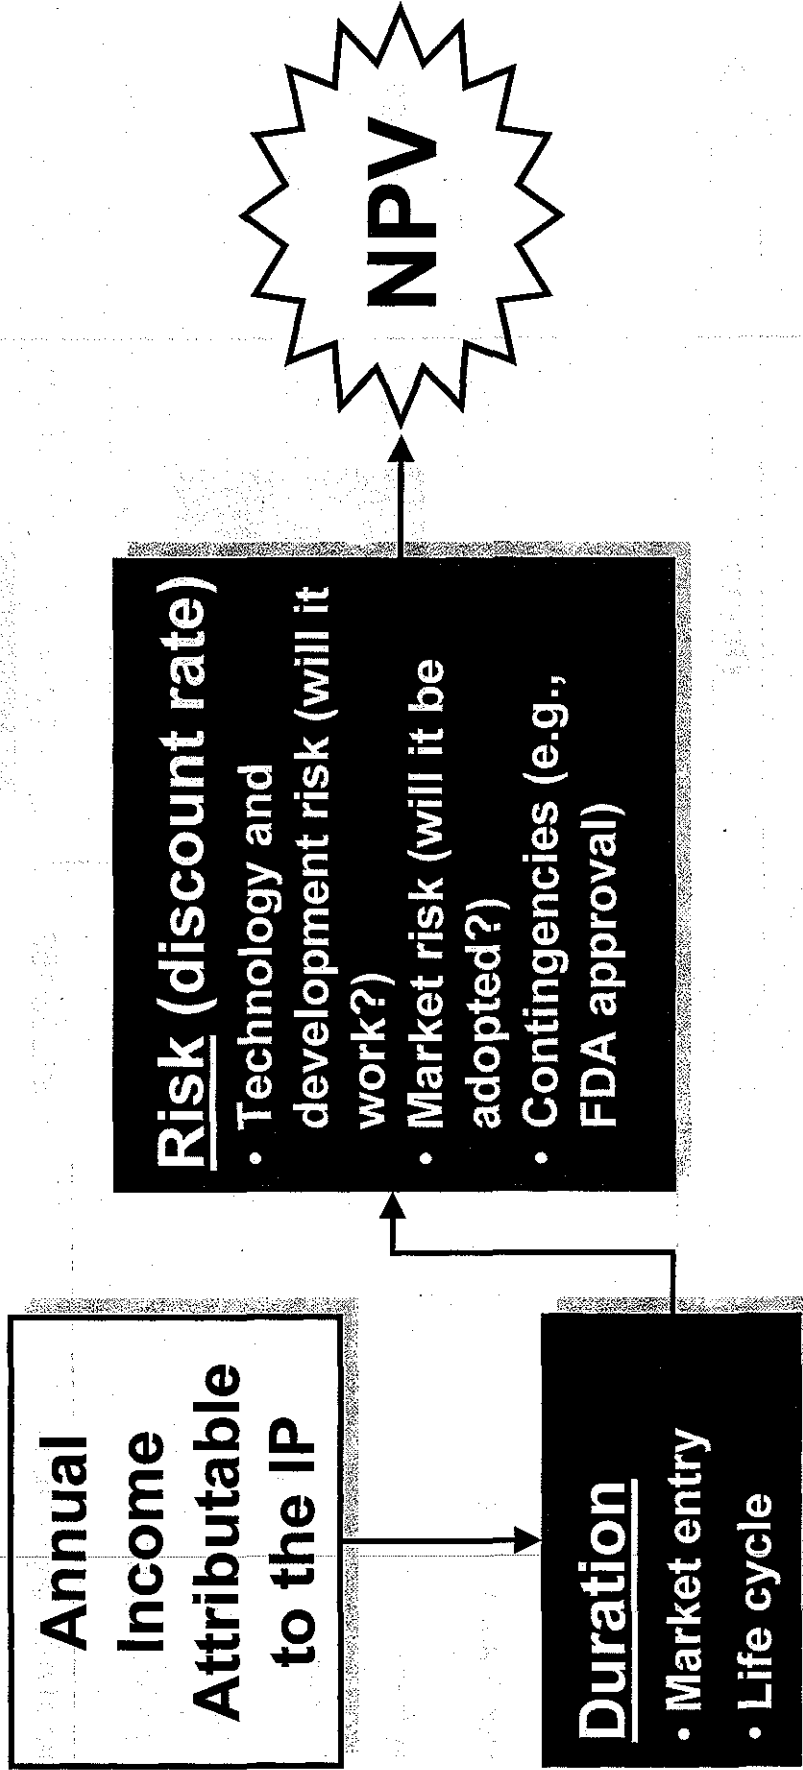 Annual
Income
Attributable
to the IP
Duration
• Market entry
• Life cycle
Risk (discount rate)
• Technology and
development risk (will it
work?)
• Market risk (will it be
adopted?)
• Contingencies (e.g.,
FDA approval)
NPV